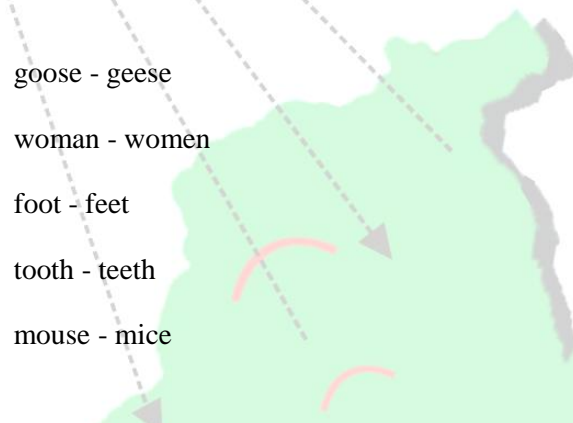 goose - geese
woman - women
foot - feet
tooth - teeth
mouse - mice